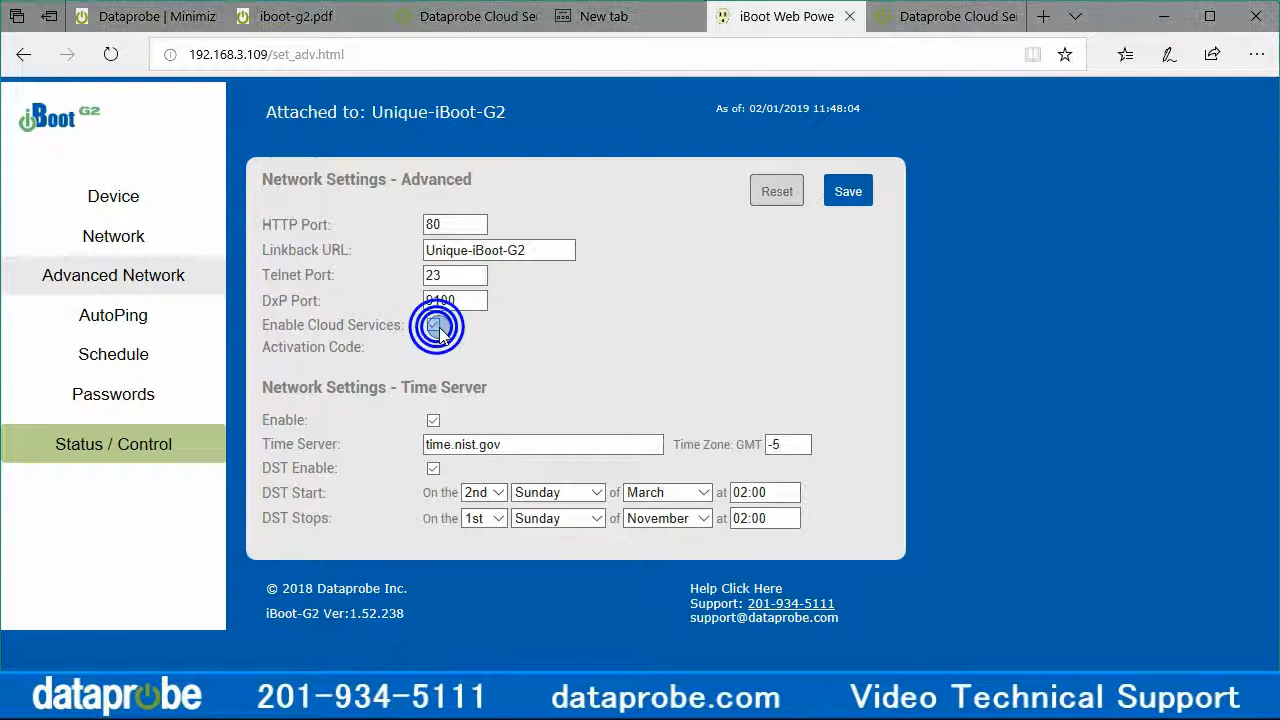 Dataprobe | Minimiz
iboot-g2.pdf
Dataprobe Cloud Se
New tab
iBoot Web Powe
Dataprobe Cloud Se
192.168.3.109/set_adv.html
iBoot G2
Attached to: Unique-iBoot-G2
As of: 02/01/2019 11:48:04
Device
Network
Advanced Network
AutoPing
Schedule
Passwords
Status / Control
Network Settings - Advanced
Reset
Save
HTTP Port: 80
Linkback URL: Unique-iBoot-G2
Telnet Port: 23
DxP Port: 9100
Enable Cloud Services:
Activation Code:
Network Settings - Time Server
Enable:
Time Server: time.nist.gov Time Zone: GMT -5
DST Enable:
DST Start: On the 2nd Sunday of March at 02:00
DST Stops: On the 1st Sunday of November at 02:00
© 2018 Dataprobe Inc.
iBoot-G2 Ver:1.52.238
Help Click Here
Support: 201-934-5111
support@dataprobe.com
dataprobe 201-934-5111 dataprobe.com Video Technical Support